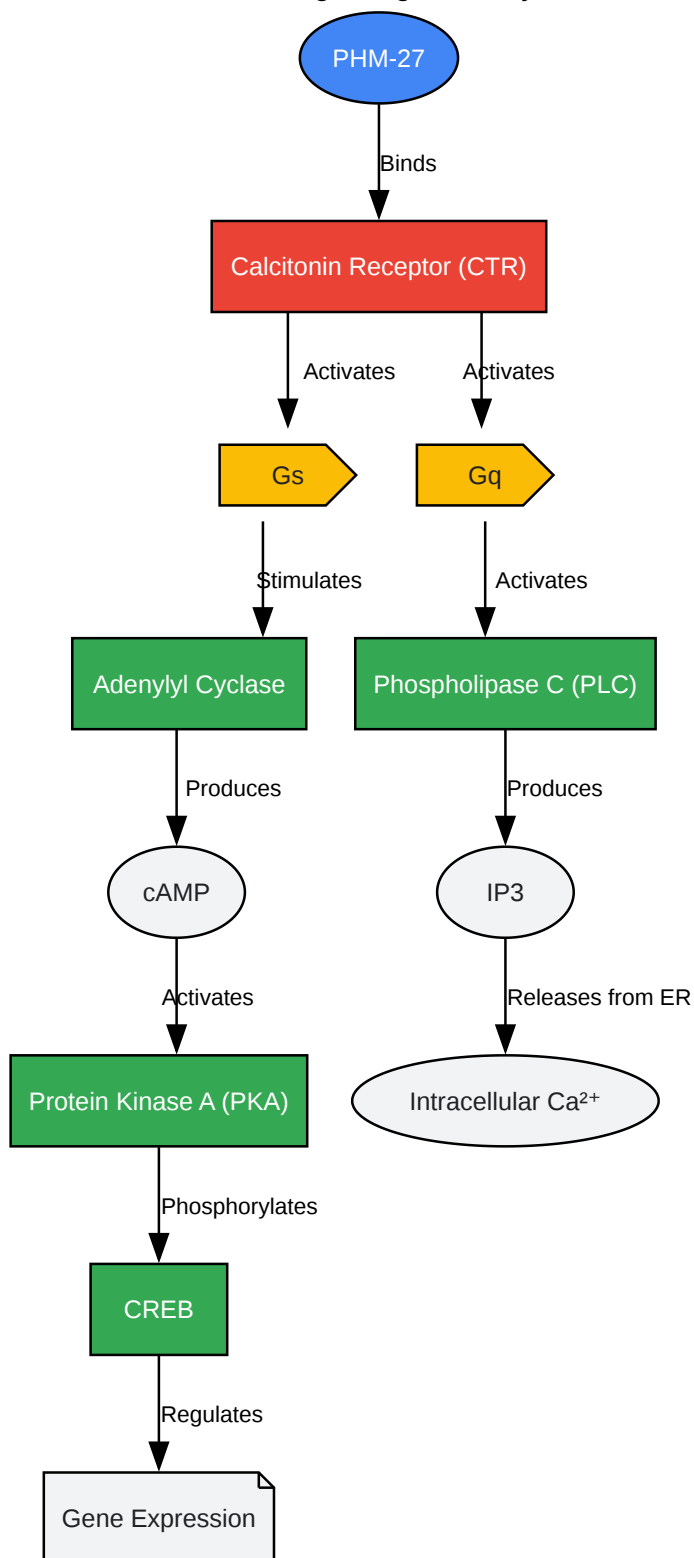 PHM-27
Binds
Calcitonin Receptor (CTR)
Activates
Activates
Gs
Gq
Stimulates
Activates
Adenylyl Cyclase
Phospholipase C (PLC)
Produces
Produces
cAMP
IP3
Activates
Releases from ER
Protein Kinase A (PKA)
Intracellular Ca²⁺
Phosphorylates
CREB
Regulates
Gene Expression